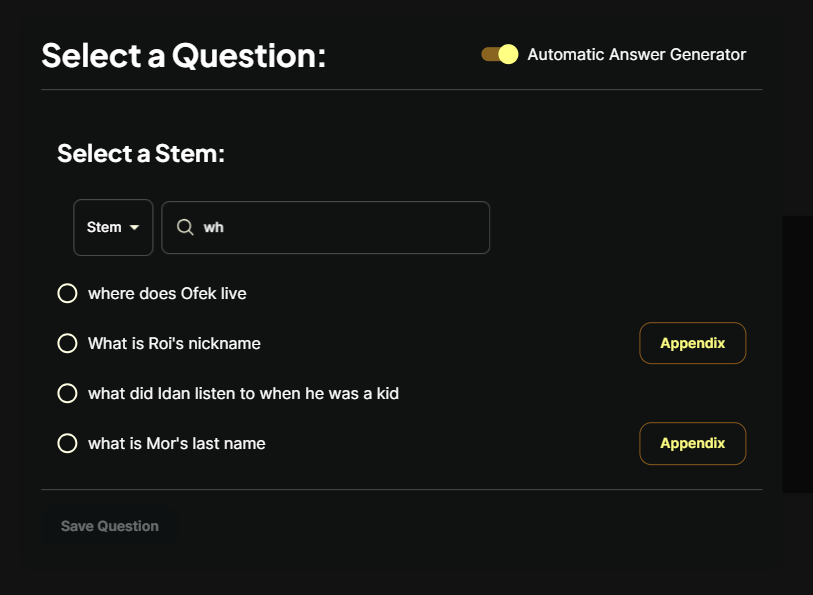 Select a Question:
Automatic Answer Generator
Select a Stem:
Stem
wh
where does Ofek live
What is Roi's nickname
Appendix
what did Idan listen to when he was a kid
what is Mor's last name
Appendix
Save Question